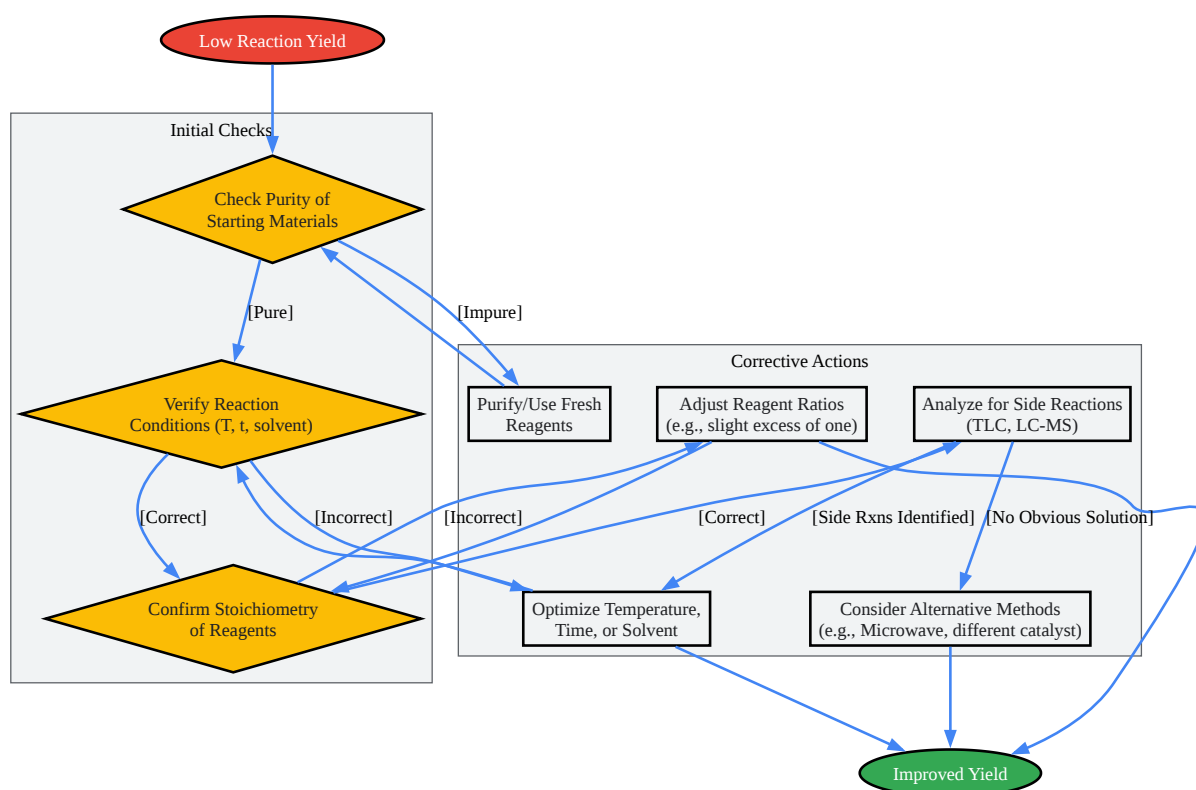 Low Reaction Yield
Initial Checks
Check Purity of
Starting Materials
[Pure]
[Impure]
Corrective Actions
Purify/Use Fresh
Reagents
Adjust Reagent Ratios
(e.g., slight excess of one)
Analyze for Side Reactions
(TLC, LC-MS)
Verify Reaction
Conditions (T, t, solvent)
[Correct]
[Incorrect]
[Incorrect]
[Correct]
[Side Rxns Identified]
[No Obvious Solution]
Confirm Stoichiometry
of Reagents
Optimize Temperature,
Time, or Solvent
Consider Alternative Methods
(e.g., Microwave, different catalyst)
Improved Yield